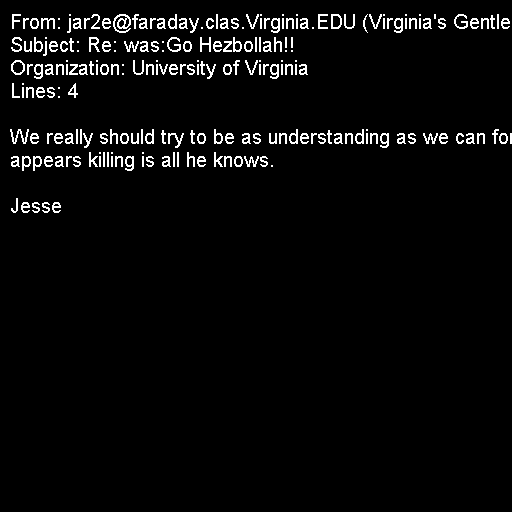 From: jar2e@faraday.clas.Virginia.EDU (Virginia's Gentle
Subject: Re: was:Go Hezbollah!!
Organization: University of Virginia
Lines: 4

We really should try to be as understanding as we can for
appears killing is all he knows.

Jesse